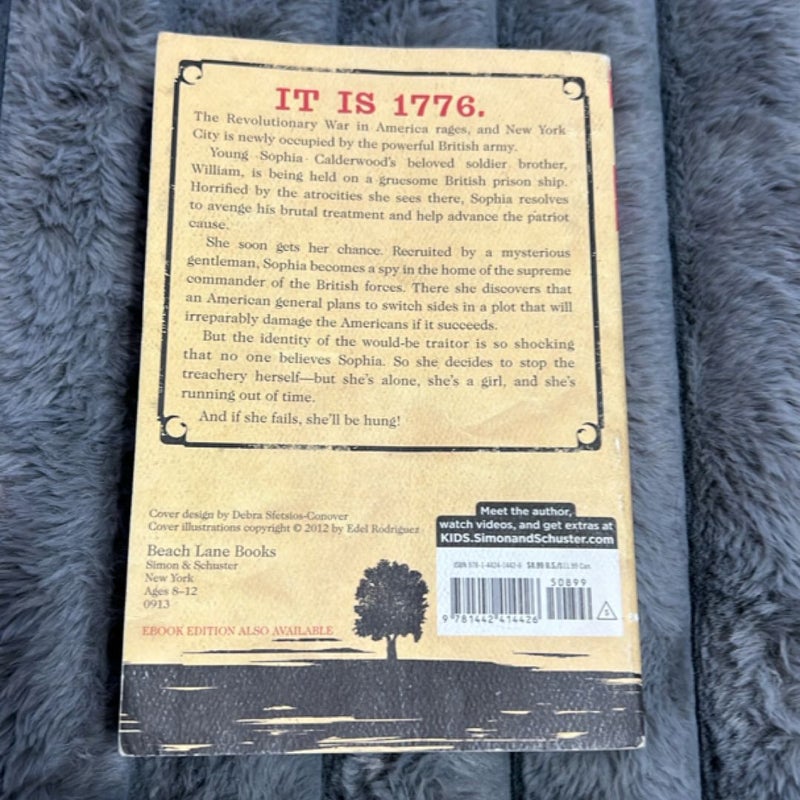 IT IS 1776.
The Revolutionary War in America rages, and New York
City is newly occupied by the powerful British army.
Young Sophia Calderwood's beloved soldier brother,
William, is being held on a gruesome British prison ship.
Horrified by the atrocities she sees there, Sophia resolves
to avenge his brutal treatment and help advance the patriot
cause.
She soon gets her chance. Recruited by a mysterious
gentleman, Sophia becomes a spy in the home of the supreme
commander of the British forces. There she discovers that
an American general plans to switch sides in a plot that will
irreparably damage the Americans if it succeeds.
But the identity of the would-be traitor is so shocking
that no one believes Sophia. So she decides to stop the
treachery herself—but she's alone, she's a girl, and she's
running out of time.
And if she fails, she'll be hung!
Cover design by Debra Sfetsios-Conover
Cover illustrations copyright © 2012 by Edel Rodriguez
Beach Lane Books
Simon & Schuster
New York
Ages 8–12
0913
EBOOK EDITION ALSO AVAILABLE
Meet the author,
watch videos, and get extras at
KIDS.SimonandSchuster.com
ISBN 978-1-4424-1442-6 $8.99 U.S./$11.99 Can.
50899
9 781442 414426
S